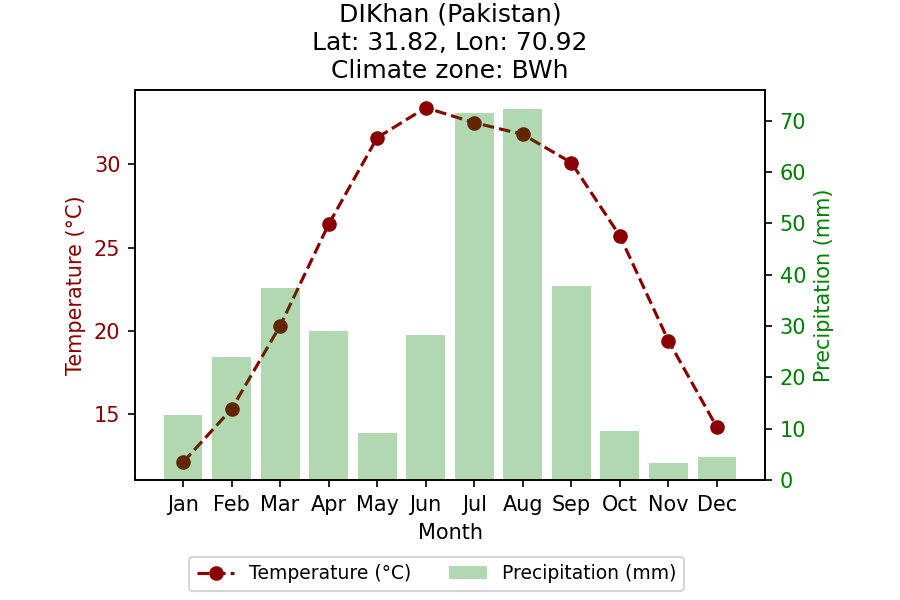 DIKhan (Pakistan)
Lat: 31.82, Lon: 70.92
Climate zone: BWh
Temperature (°C)
30
25
20
15
Precipitation (mm)
70
60
50
40
30
20
10
0
Jan Feb Mar Apr May Jun Jul Aug Sep Oct Nov Dec
Month
Temperature (°C) Precipitation (mm)